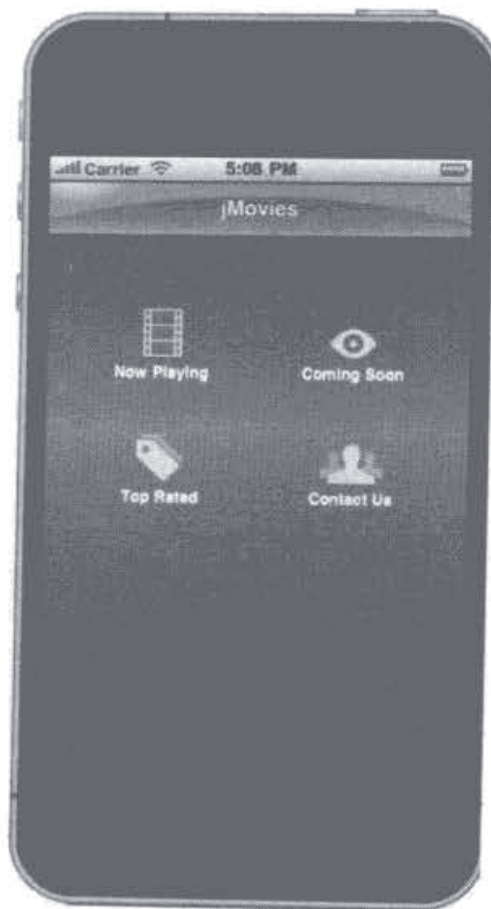 Carrier 5:08 PM
jMovies
Now Playing Coming Soon
Top Rated Contact Us